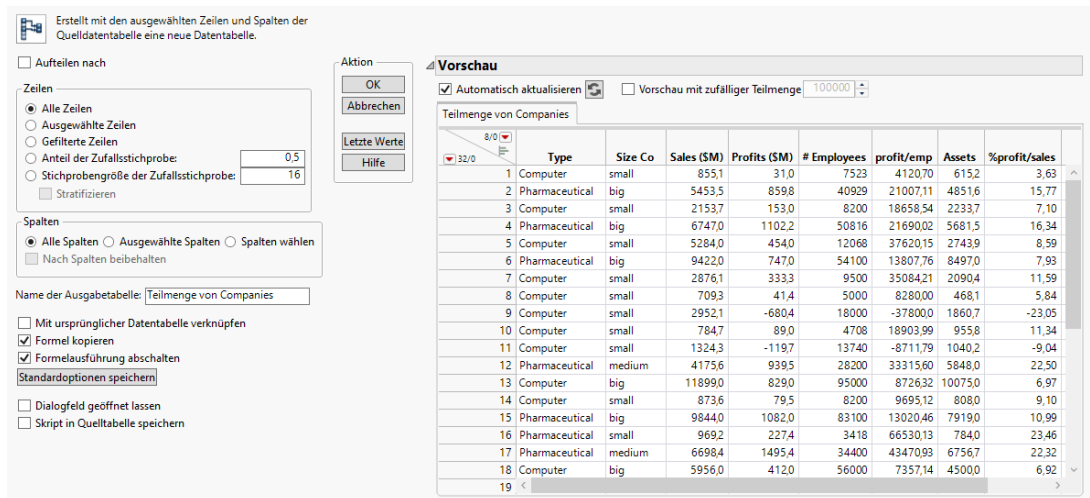 Erstellt mit den ausgewählten Zeilen und Spalten der
Quelldatentabelle eine neue Datentabelle.
Aufteilen nach
Zeilen
Alle Zeilen
Ausgewählte Zeilen
Gefilterte Zeilen
Anteil der Zufallsstichprobe: 0,5
Stichprobengröße der Zufallsstichprobe: 16
Stratifizieren
Spalten
Alle Spalten Ausgewählte Spalten Spalten wählen
Nach Spalten beibehalten
Name der Ausgabetabelle: Teilmenge von Companies
Mit ursprünglicher Datentabelle verknüpfen
Formel kopieren
Formelausführung abschalten
Standardoptionen speichern
Dialogfeld geöffnet lassen
Skript in Quelltabelle speichern
Aktion
OK
Abbrechen
Letzte Werte
Hilfe
Vorschau
Automatisch aktualisieren Vorschau mit zufälliger Teilmenge 100000
Teilmenge von Companies
8/0
32/0 Type Size Co Sales ($M) Profits ($M) # Employees profit/emp Assets %profit/sales
1 Computer small 855,1 31,0 7523 4120,70 615,2 3,63
2 Pharmaceutical big 5453,5 859,8 40929 21007,11 4851,6 15,77
3 Computer small 2153,7 153,0 8200 18658,54 2233,7 7,10
4 Pharmaceutical big 6747,0 1102,2 50816 21690,02 5681,5 16,34
5 Computer small 5284,0 454,0 12068 37620,15 2743,9 8,59
6 Pharmaceutical big 9422,0 747,0 54100 13807,76 8497,0 7,93
7 Computer small 2876,1 333,3 9500 35084,21 2090,4 11,59
8 Computer small 709,3 41,4 5000 8280,00 468,1 5,84
9 Computer small 2952,1 -680,4 18000 -37800,0 1860,7 -23,05
10 Computer small 784,7 89,0 4708 18903,99 955,8 11,34
11 Computer small 1324,3 -119,7 13740 -8711,79 1040,2 -9,04
12 Pharmaceutical medium 4175,6 939,5 28200 33315,60 5848,0 22,50
13 Computer big 11899,0 829,0 95000 8726,32 10075,0 6,97
14 Computer small 873,6 79,5 8200 9695,12 808,0 9,10
15 Pharmaceutical big 9844,0 1082,0 83100 13020,46 7919,0 10,99
16 Pharmaceutical small 969,2 227,4 3418 66530,13 784,0 23,46
17 Pharmaceutical medium 6698,4 1495,4 34400 43470,93 6756,7 22,32
18 Computer big 5956,0 412,0 56000 7357,14 4500,0 6,92
19